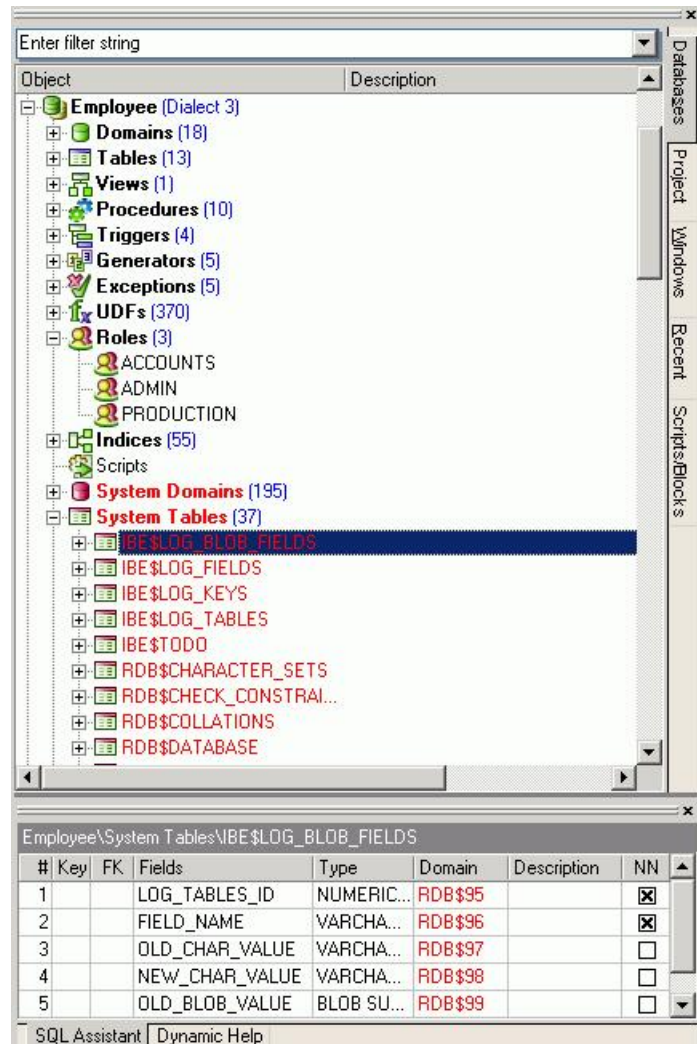 Enter filter string
Object Description
Employee (Dialect 3)
Domains (18)
Tables (13)
Views (1)
Procedures (10)
Triggers (4)
Generators (5)
Exceptions (5)
UDFs (370)
Roles (3)
ACCOUNTS
ADMIN
PRODUCTION
Indices (55)
Scripts
System Domains (195)
System Tables (37)
IBE$LOG_BLOB_FIELDS
IBE$LOG_FIELDS
IBE$LOG_KEYS
IBE$LOG_TABLES
IBE$TODO
RDB$CHARACTER_SETS
RDB$CHECK_CONSTRAI...
RDB$COLLATIONS
RDB$DATABASE
Databases
Project
Windows
Recent
Scripts/Blocks
Employee\System Tables\IBE$LOG_BLOB_FIELDS
# Key FK Fields Type Domain Description NN
1 LOG_TABLES_ID NUMERIC... RDB$95
2 FIELD_NAME VARCHA... RDB$96
3 OLD_CHAR_VALUE VARCHA... RDB$97
4 NEW_CHAR_VALUE VARCHA... RDB$98
5 OLD_BLOB_VALUE BLOB SU... RDB$99
SQL Assistant Dynamic Help